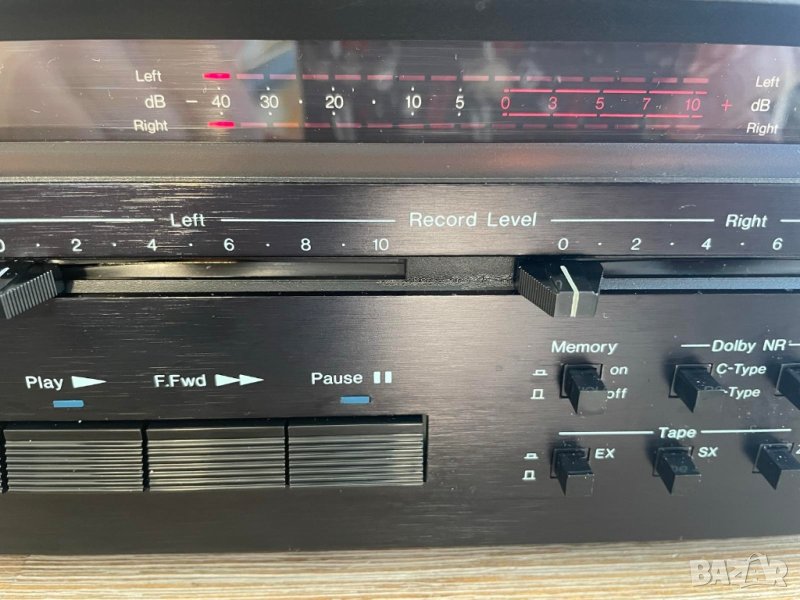 Left Left
dB - 40 30 20 10 5 0 3 5 7 10 + dB
Right Right
Left Record Level Right
0 2 4 6 8 10 0 2 4 6
Memory Dolby NR
Play F.Fwd Pause on C-Type
off -Type
Tape
EX SX
BAZAR